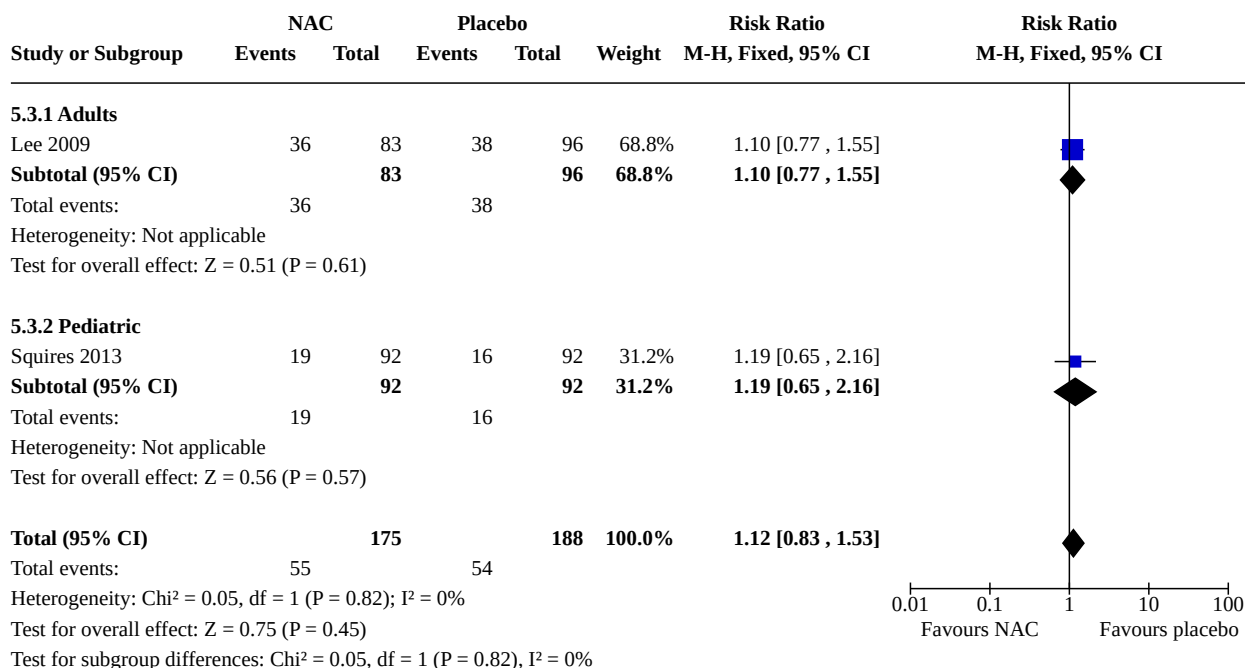 NAC Placebo Risk Ratio Risk Ratio
Study or Subgroup Events Total Events Total Weight M-H, Fixed, 95% CI M-H, Fixed, 95% CI
5.3.1 Adults
Lee 2009 36 83 38 96 68.8% 1.10 [0.77 , 1.55]
Subtotal (95% CI) 83 96 68.8% 1.10 [0.77 , 1.55]
Total events: 36 38
Heterogeneity: Not applicable
Test for overall effect: Z = 0.51 (P = 0.61)
5.3.2 Pediatric
Squires 2013 19 92 16 92 31.2% 1.19 [0.65 , 2.16]
Subtotal (95% CI) 92 92 31.2% 1.19 [0.65 , 2.16]
Total events: 19 16
Heterogeneity: Not applicable
Test for overall effect: Z = 0.56 (P = 0.57)
Total (95% CI) 175 188 100.0% 1.12 [0.83 , 1.53]
Total events: 55 54
Heterogeneity: Chi² = 0.05, df = 1 (P = 0.82); I² = 0%
0.01 0.1 1 10 100
Test for overall effect: Z = 0.75 (P = 0.45)
Favours NAC Favours placebo
Test for subgroup differences: Chi² = 0.05, df = 1 (P = 0.82), I² = 0%